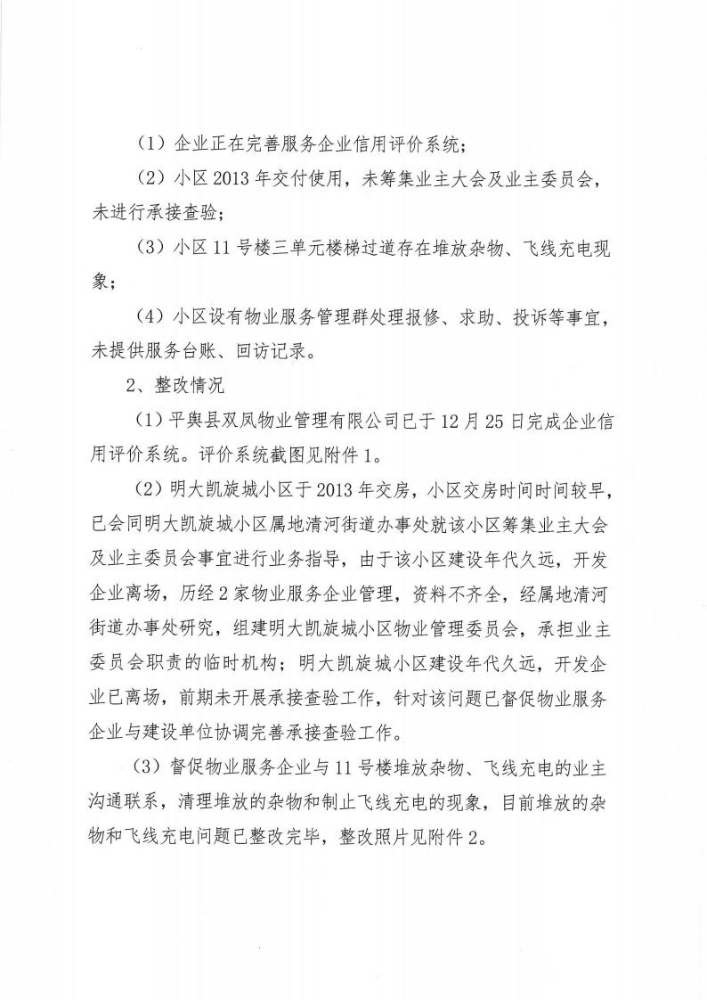 （1）企业正在完善服务企业信用评价系统；
（2）小区 2013 年交付使用，未筹集业主大会及业主委员会，
未进行承接查验；
（3）小区 11 号楼三单元楼梯过道存在堆放杂物、飞线充电现
象；
（4）小区设有物业服务管理群处理报修、求助、投诉等事宜，
未提供服务台账、回访记录。
2、整改情况
（1）平舆县双凤物业管理有限公司已于 12 月 25 日完成企业信
用评价系统。评价系统截图见附件 1。
（2）明大凯旋城小区于 2013 年交房，小区交房时间时间较早，
已会同明大凯旋城小区属地清河街道办事处就该小区筹集业主大会
及业主委员会事宜进行业务指导，由于该小区建设年代久远，开发
企业离场，历经 2 家物业服务企业管理，资料不齐全，经属地清河
街道办事处研究，组建明大凯旋城小区物业管理委员会，承担业主
委员会职责的临时机构；明大凯旋城小区建设年代久远，开发企
业已离场，前期未开展承接查验工作，针对该问题已督促物业服务
企业与建设单位协调完善承接查验工作。
（3）督促物业服务企业与 11 号楼堆放杂物、飞线充电的业主
沟通联系，清理堆放的杂物和制止飞线充电的现象，目前堆放的杂
物和飞线充电问题已整改完毕，整改照片见附件 2。